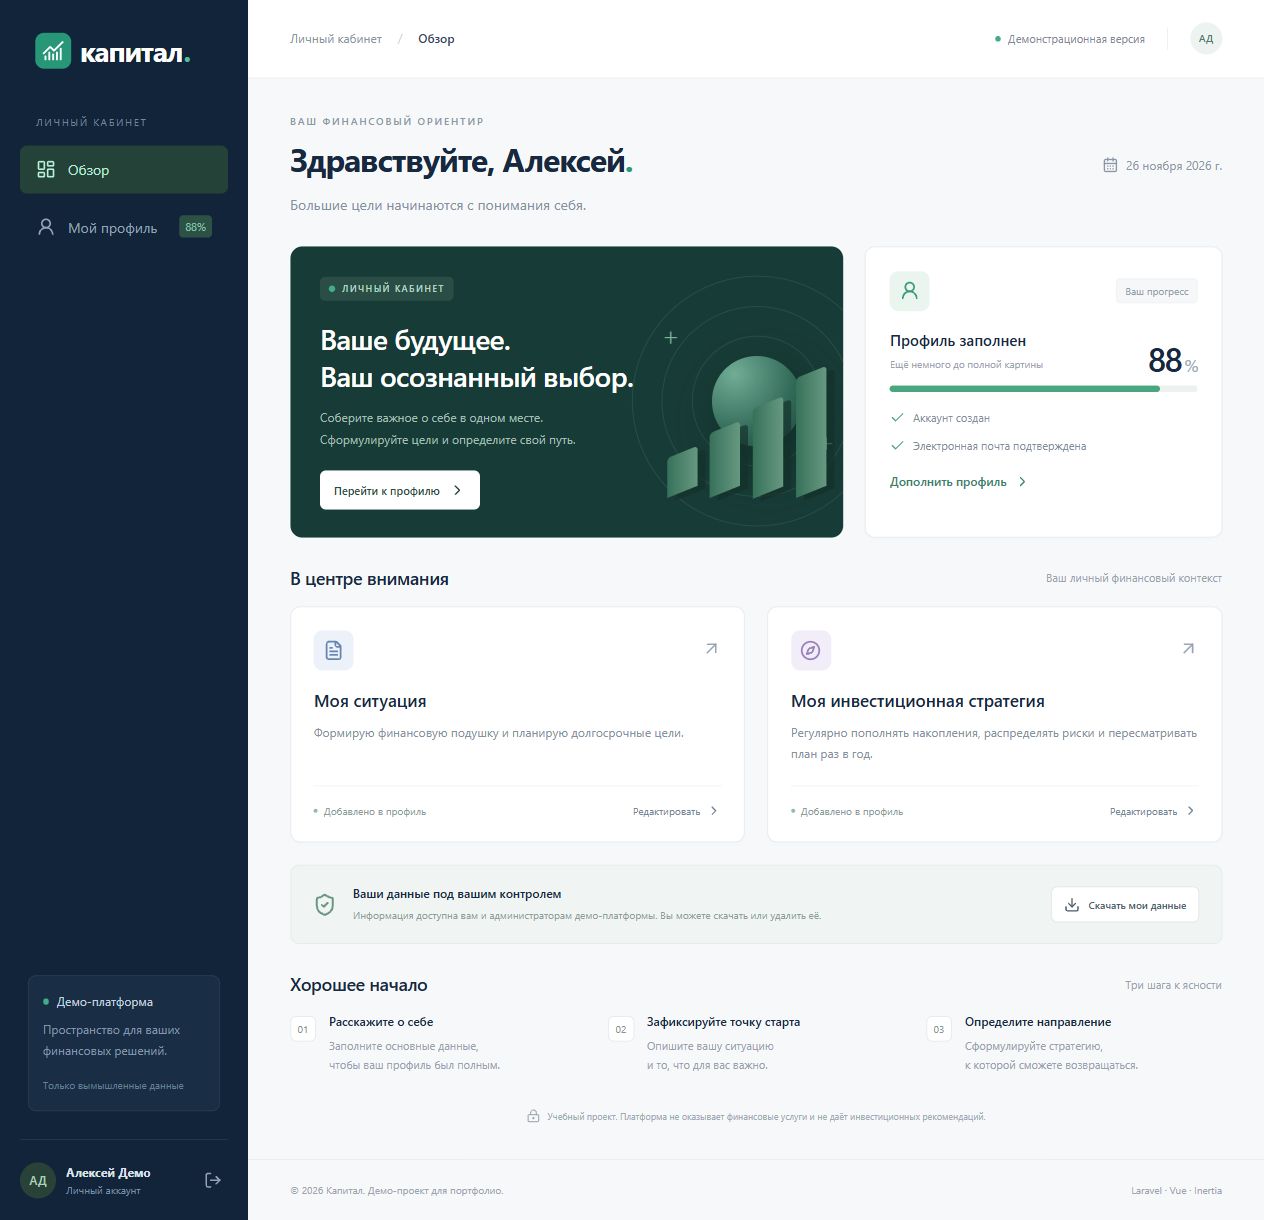 капитал.
ЛИЧНЫЙ КАБИНЕТ
Обзор
Мой профиль 88%
Демо-платформа
Пространство для ваших
финансовых решений.
Только вымышленные данные
АД Алексей Демо
Личный аккаунт
Личный кабинет / Обзор
Демонстрационная версия АД
ВАШ ФИНАНСОВЫЙ ОРИЕНТИР
Здравствуйте, Алексей.
26 ноября 2026 г.
Большие цели начинаются с понимания себя.
ЛИЧНЫЙ КАБИНЕТ
Ваше будущее.
Ваш осознанный выбор.
Соберите важное о себе в одном месте.
Сформулируйте цели и определите свой путь.
Перейти к профилю
Ваш прогресс
Профиль заполнен
Ещё немного до полной картины
88%
Аккаунт создан
Электронная почта подтверждена
Дополнить профиль
В центре внимания
Ваш личный финансовый контекст
Моя ситуация
Формирую финансовую подушку и планирую долгосрочные цели.
Добавлено в профиль
Редактировать
Моя инвестиционная стратегия
Регулярно пополнять накопления, распределять риски и пересматривать
план раз в год.
Добавлено в профиль
Редактировать
Ваши данные под вашим контролем
Информация доступна вам и администраторам демо-платформы. Вы можете скачать или удалить её.
Скачать мои данные
Хорошее начало
Три шага к ясности
01 Расскажите о себе
Заполните основные данные,
чтобы ваш профиль был полным.
02 Зафиксируйте точку старта
Опишите вашу ситуацию
и то, что для вас важно.
03 Определите направление
Сформулируйте стратегию,
к которой сможете возвращаться.
Учебный проект. Платформа не оказывает финансовые услуги и не даёт инвестиционных рекомендаций.
© 2026 Капитал. Демо-проект для портфолио.
Laravel · Vue · Inertia